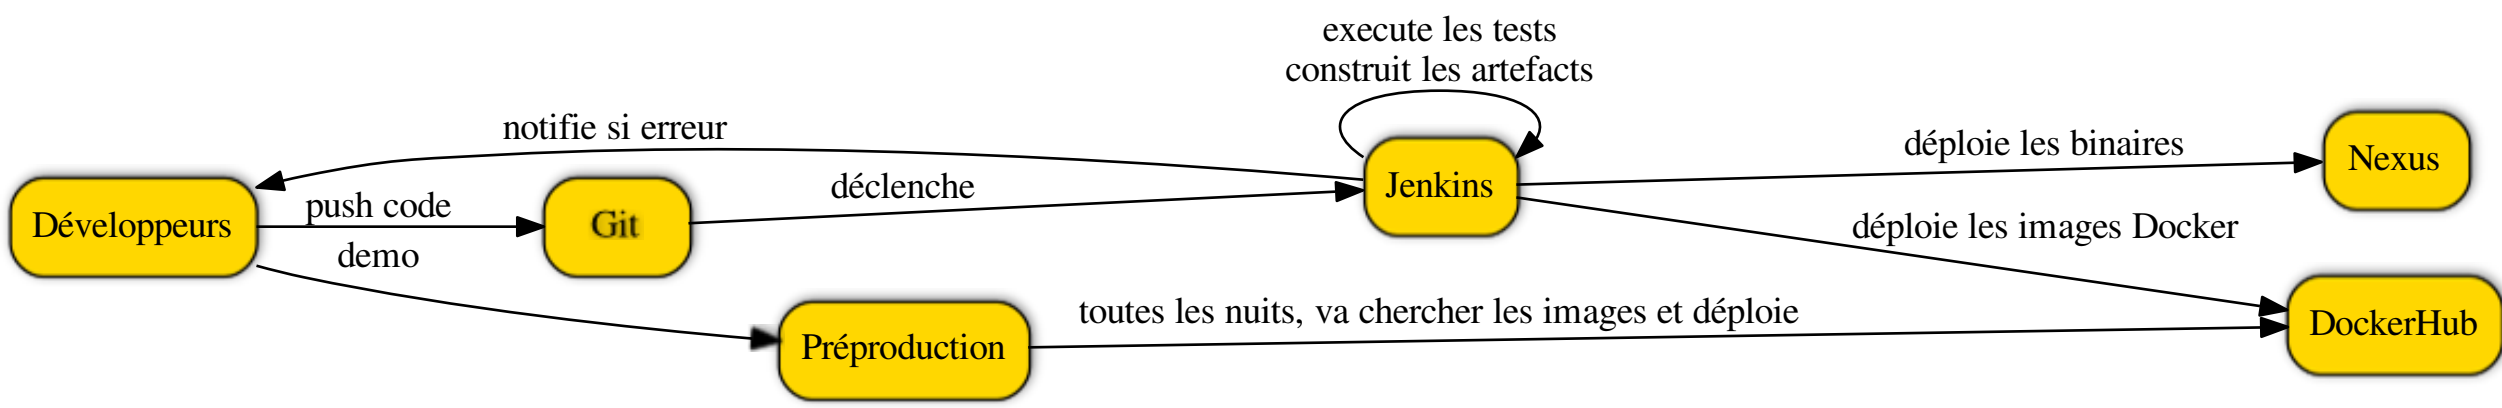 execute les tests
construit les artefacts
notifie si erreur
déclenche
déploie les binaires
Nexus
Jenkins
push code
Développeurs
Git
déploie les images Docker
demo
toutes les nuits, va chercher les images et déploie
DockerHub
Préproduction